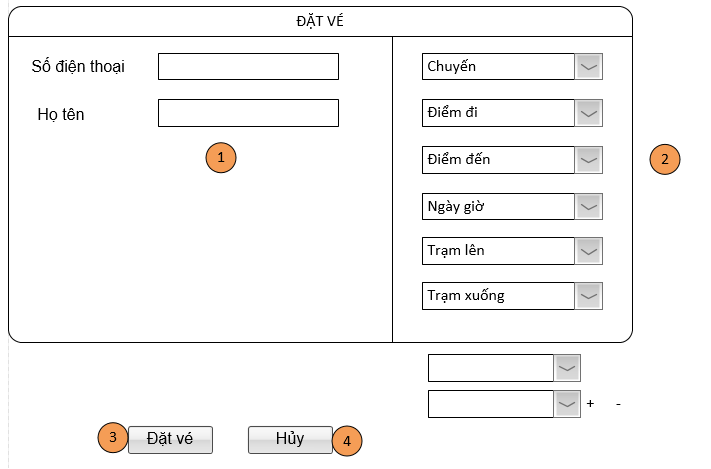 ĐẶT VÉ
Số điện thoại
Họ tên
1
Chuyến
Điểm đi
Điểm đến
2
Ngày giờ
Trạm lên
Trạm xuống
+ -
3 Đặt vé Hủy 4